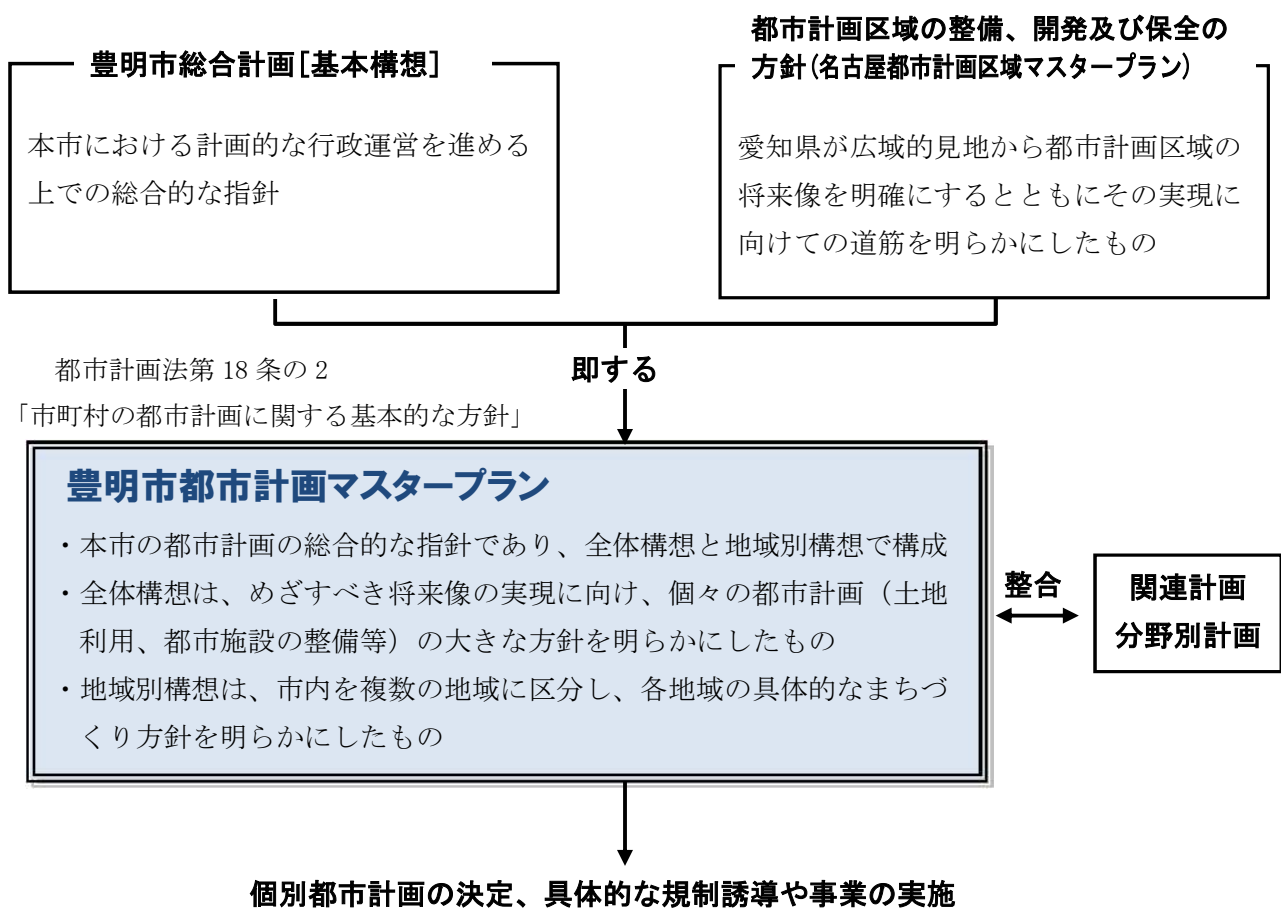 豊明市総合計画[基本構想]
本市における計画的な行政運営を進める
上での総合的な指針
都市計画区域の整備、開発及び保全の
方針(名古屋都市計画区域マスタープラン)
愛知県が広域的見地から都市計画区域の
将来像を明確にするとともにその実現に
向けての道筋を明らかにしたもの
即する
都市計画法第 18 条の 2
「市町村の都市計画に関する基本的な方針」
豊明市都市計画マスタープラン
・本市の都市計画の総合的な指針であり、全体構想と地域別構想で構成
・全体構想は、めざすべき将来像の実現に向け、個々の都市計画（土地
利用、都市施設の整備等）の大きな方針を明らかにしたもの
・地域別構想は、市内を複数の地域に区分し、各地域の具体的なまちづ
くり方針を明らかにしたもの
整合
関連計画
分野別計画
個別都市計画の決定、具体的な規制誘導や事業の実施